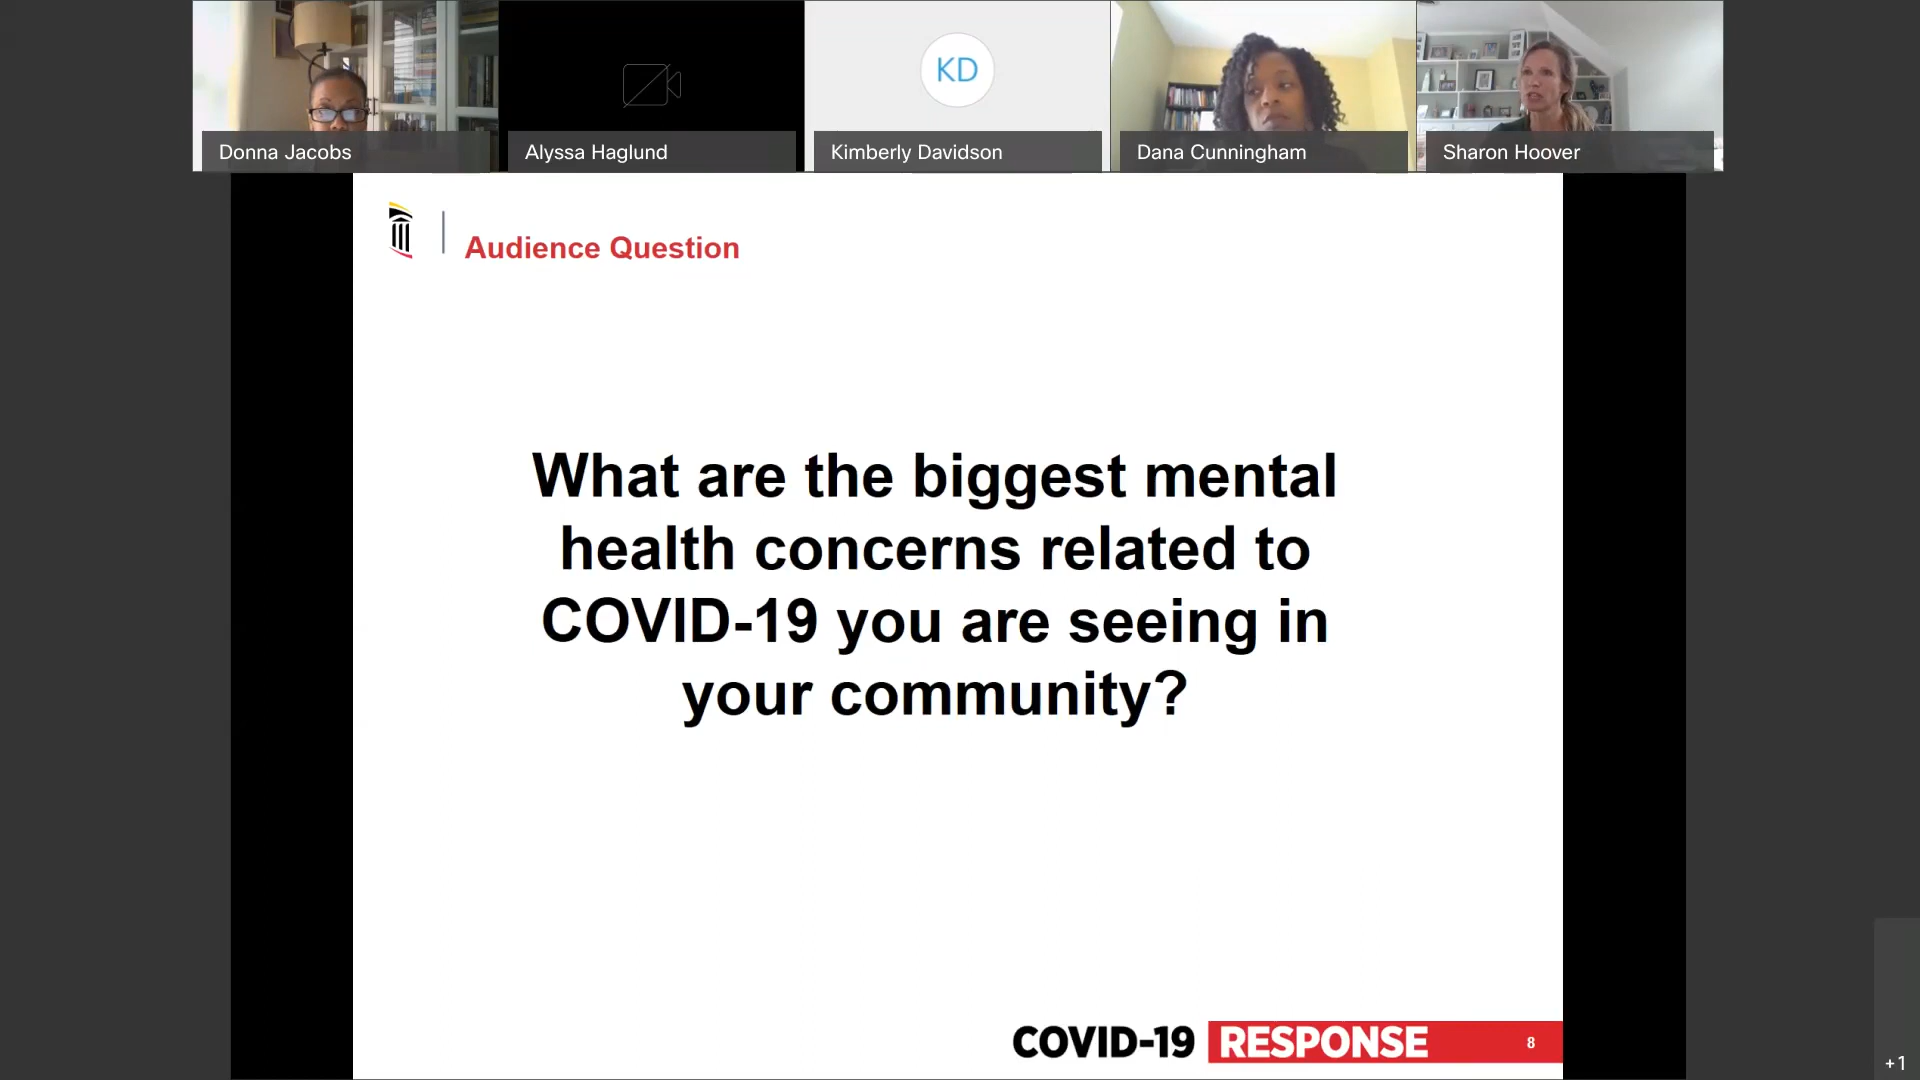 Donna Jacobs
Alyssa Haglund
KD
Kimberly Davidson
Dana Cunningham
Sharon Hoover
Audience Question
What are the biggest mental
health concerns related to
COVID-19 you are seeing in
your community?
COVID-19 RESPONSE 8
+1